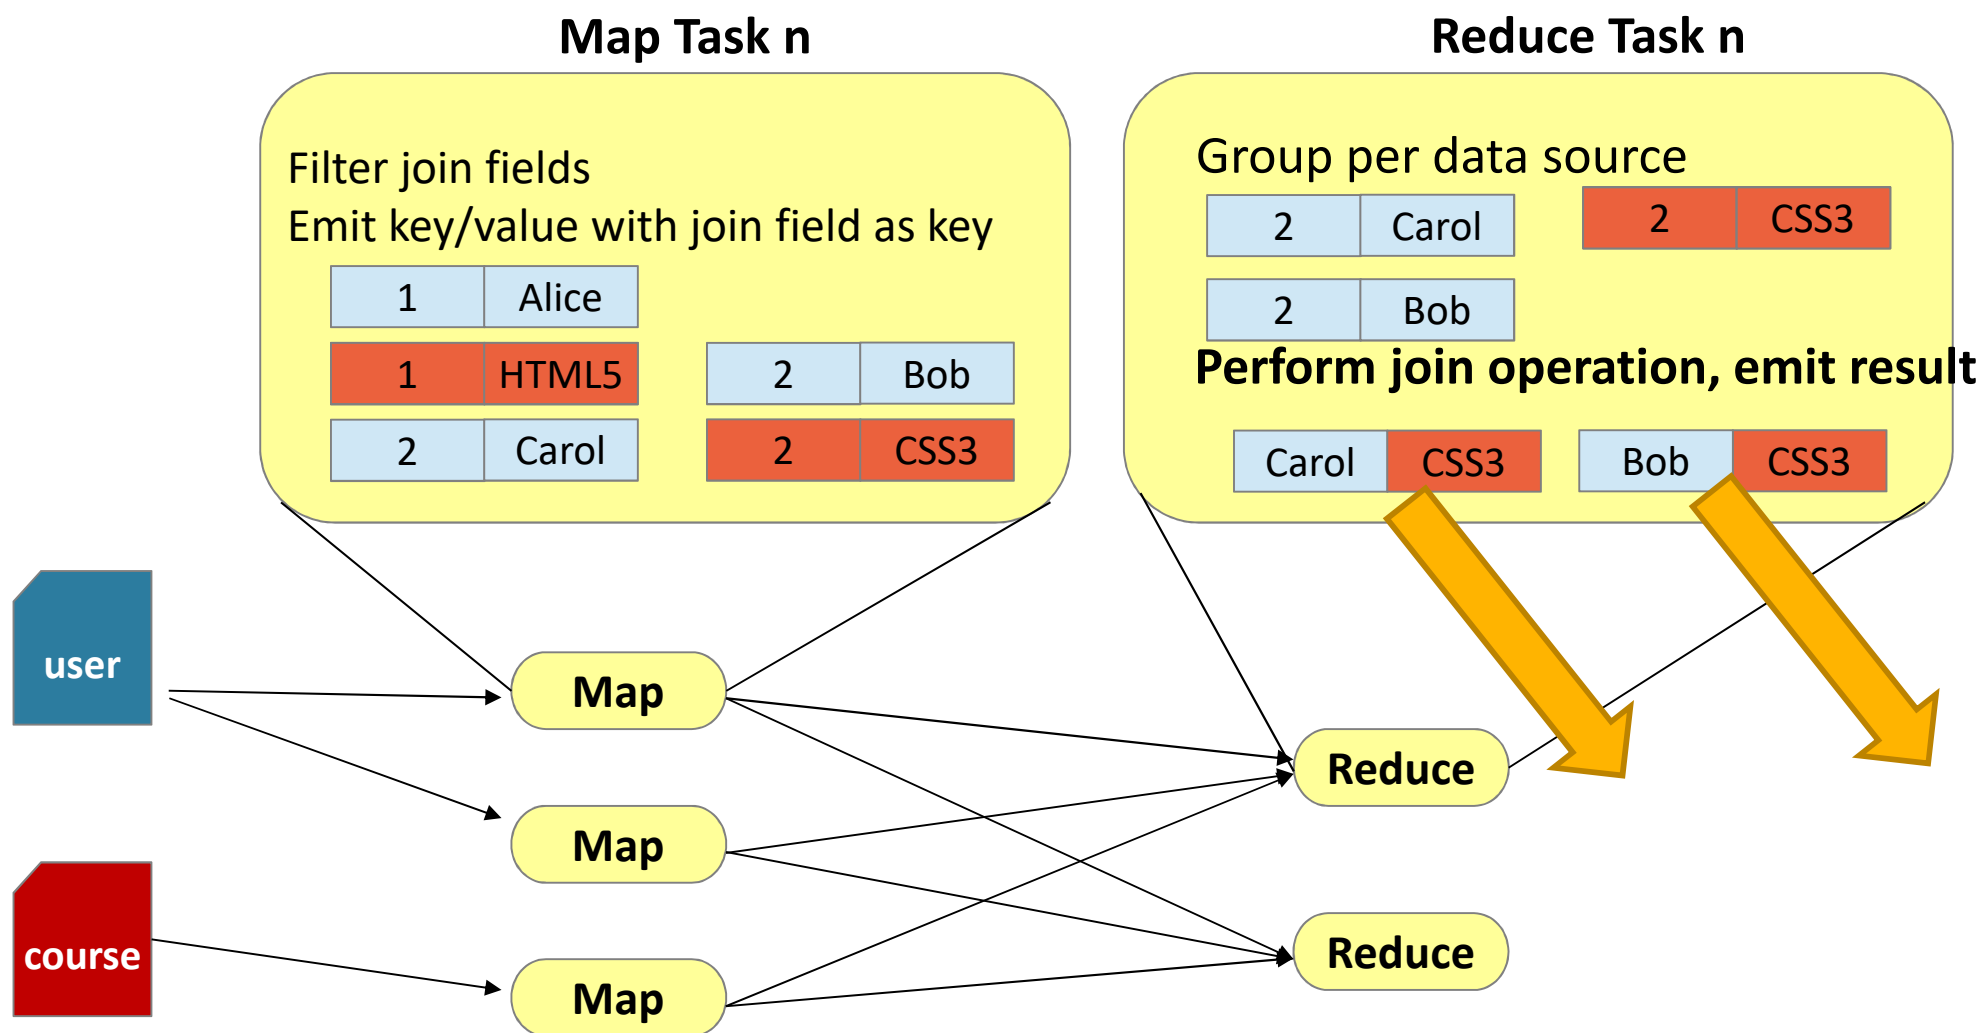 Map Task n
Filter join fields
Emit key/value with join field as key
1 Alice
1 HTML5
2 Bob
2 Carol
2 CSS3
Reduce Task n
Group per data source
2 Carol
2 CSS3
2 Bob
Perform join operation, emit result
Carol CSS3
Bob CSS3
user
Map
Map
Map
course
Reduce
Reduce